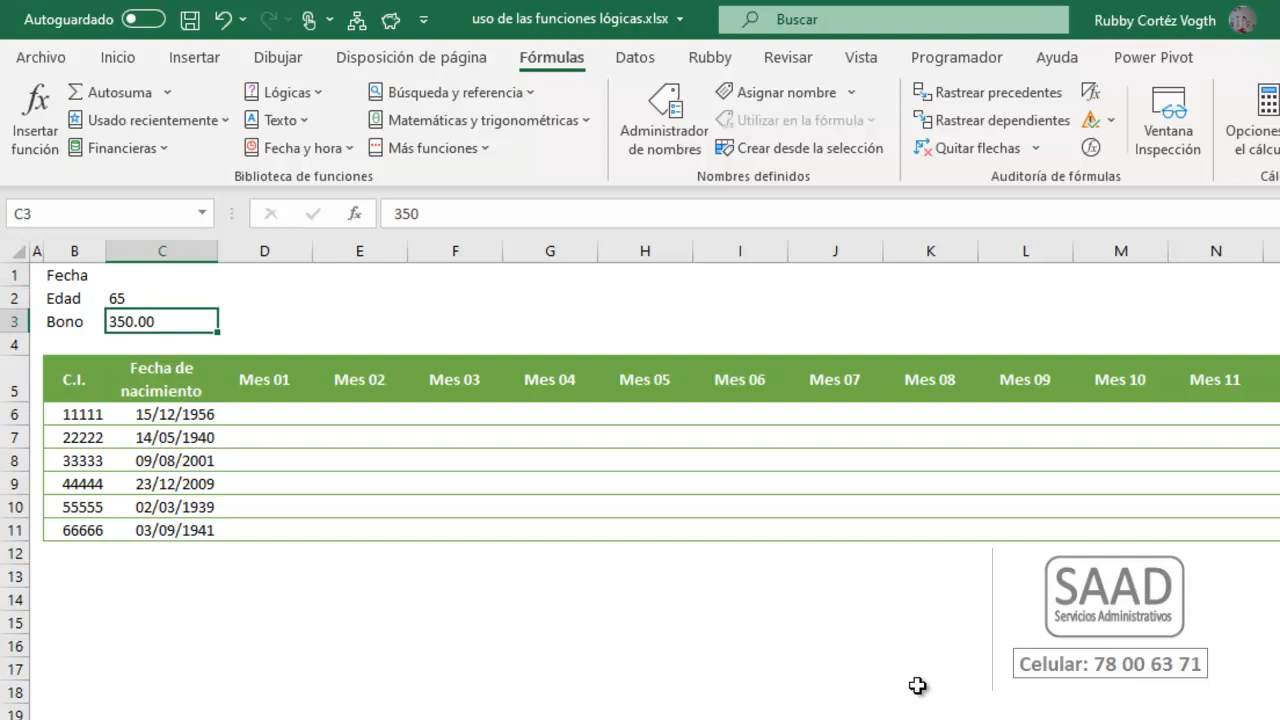 Autoguardado
uso de las funciones lógicas.xlsx
Buscar
Rubby Cortéz Vogth
Archivo Inicio Insertar Dibujar Disposición de página Fórmulas Datos Rubby Revisar Vista Programador Ayuda Power Pivot
fx
Insertar función
Autosuma
Usado recientemente
Financieras
Lógicas
Texto
Fecha y hora
Búsqueda y referencia
Matemáticas y trigonométricas
Más funciones
Biblioteca de funciones
Administrador de nombres
Asignar nombre
Utilizar en la fórmula
Crear desde la selección
Nombres definidos
Rastrear precedentes
Rastrear dependientes
Quitar flechas
Auditoría de fórmulas
Ventana Inspección
C3 fx 350
A B C D E F G H I J K L M N
1 Fecha
2 Edad 65
3 Bono 350.00
4
5 C.I. Fecha de nacimiento Mes 01 Mes 02 Mes 03 Mes 04 Mes 05 Mes 06 Mes 07 Mes 08 Mes 09 Mes 10 Mes 11
6 11111 15/12/1956
7 22222 14/05/1940
8 33333 09/08/2001
9 44444 23/12/2009
10 55555 02/03/1939
11 66666 03/09/1941
12
13
14
15
16
17
18
19
SAAD
Servicios Administrativos
Celular: 78 00 63 71